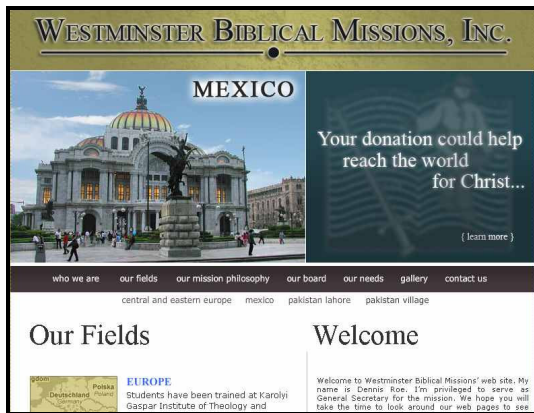 WESTMINSTER BIBLICAL MISSIONS, INC.
MEXICO
Your donation could help
reach the world
for Christ...
{ learn more }
who we are our fields our mission philosophy our board our needs gallery contact us
central and eastern europe mexico pakistan lahore pakistan village
Our Fields
EUROPE
Students have been trained at Karolyi
Gaspar Institute of Theology and
Polska
Poland
Deutschland
Germany
Welcome
Welcome to Westminster Biblical Missions' web site. My
name is Dennis Roe. I'm privileged to serve as
General Secretary for the mission. We hope you will
take the time to look around our web pages to see